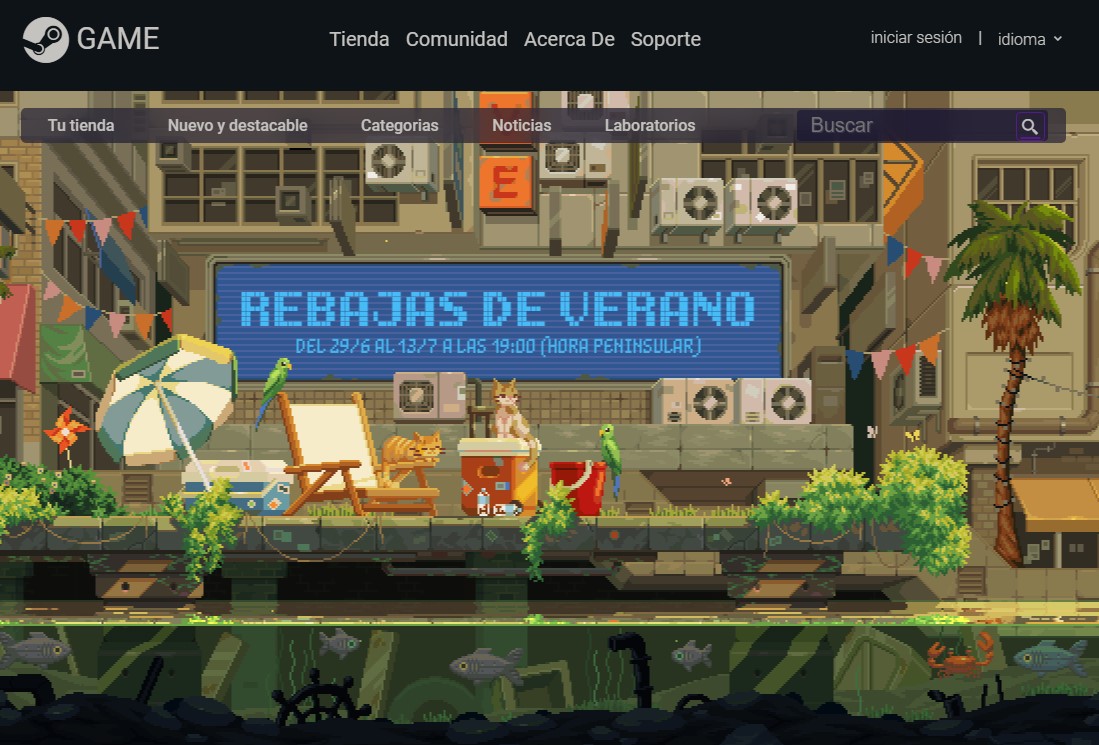 GAME
Tienda Comunidad Acerca De Soporte
iniciar sesión | idioma
Tu tienda Nuevo y destacable Categorias Noticias Laboratorios Buscar
E
REBAJAS DE VERANO
DEL 29/6 AL 13/7 A LAS 19:00 (HORA PENINSULAR)